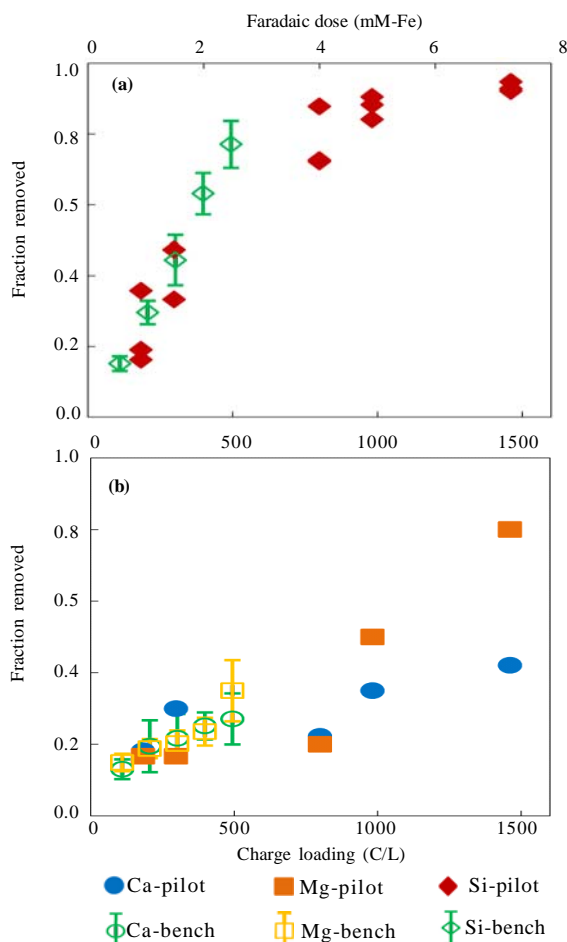 Faradaic dose (mM-Fe)
0 2 4 6 8
(a)
1.0
0.8
0.5
0.4
0.2
0.0
Fraction removed
0 500 1000 1500
(b)
1.0
0.8
0.5
0.4
0.2
0.0
Fraction removed
0 500 1000 1500
Charge loading (C/L)
Ca-pilot Mg-pilot Si-pilot
Ca-bench Mg-bench Si-bench